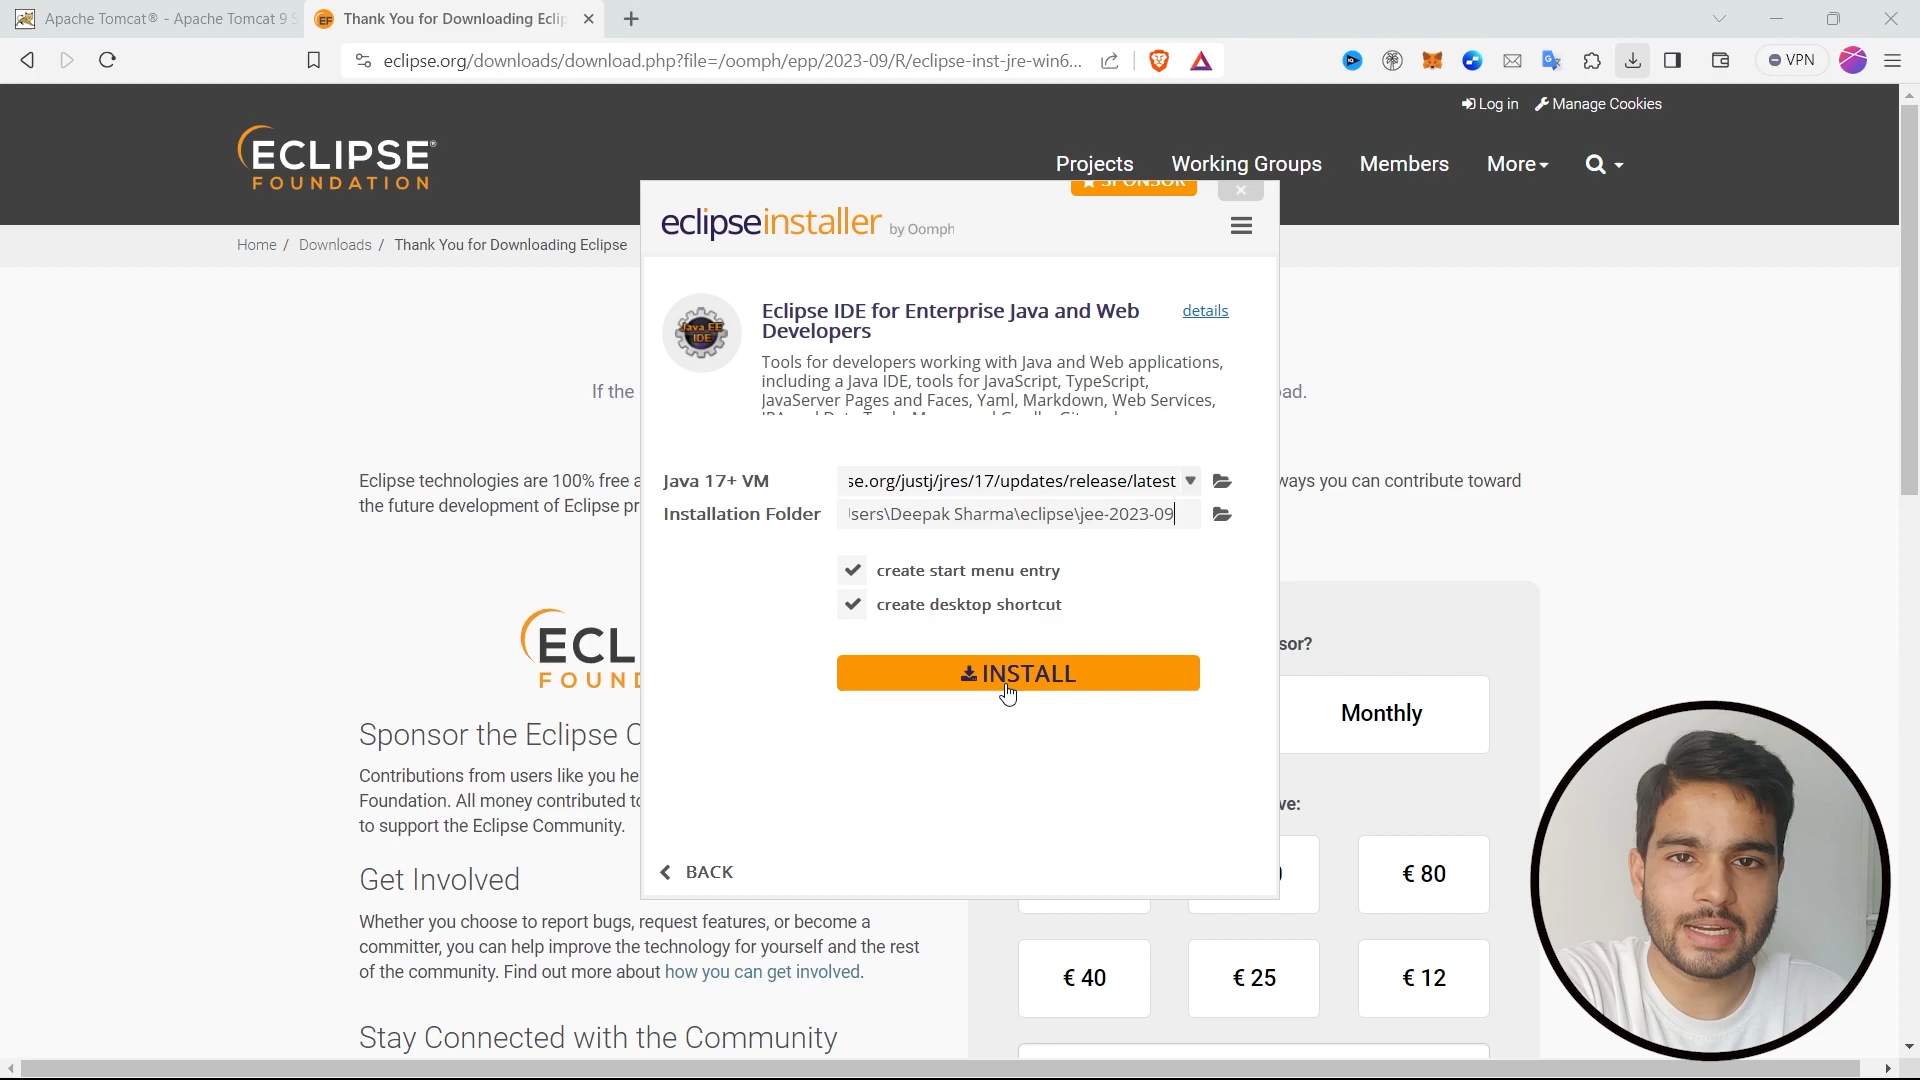 Apache Tomcat® - Apache Tomcat 9 S
Thank You for Downloading Eclip
eclipse.org/downloads/download.php?file=/oomph/epp/2023-09/R/eclipse-inst-jre-win6...
VPN
Log in
Manage Cookies
ECLIPSE®
FOUNDATION
Projects
Working Groups
Members
More
SPONSOR
eclipseinstaller by Oomph
Home / Downloads / Thank You for Downloading Eclipse
Java EE
IDE
Eclipse IDE for Enterprise Java and Web
Developers
details
Tools for developers working with Java and Web applications,
including a Java IDE, tools for JavaScript, TypeScript,
JavaServer Pages and Faces, Yaml, Markdown, Web Services,
If the
ad.
Java 17+ VM
se.org/justj/jres/17/updates/release/latest
Installation Folder
sers\Deepak Sharma\eclipse\jee-2023-09
Eclipse technologies are 100% free a
ways you can contribute toward
the future development of Eclipse pr
create start menu entry
create desktop shortcut
INSTALL
BACK
ECL
FOUN
sor?
Monthly
Sponsor the Eclipse C
Contributions from users like you he
Foundation. All money contributed to
to support the Eclipse Community.
ve:
€ 80
Get Involved
Whether you choose to report bugs, request features, or become a
committer, you can help improve the technology for yourself and the rest
of the community. Find out more about how you can get involved.
€ 40
€ 25
€ 12
Stay Connected with the Community